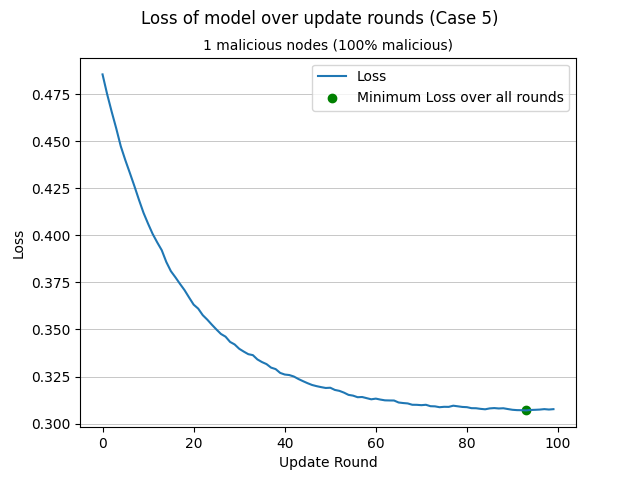 Loss of model over update rounds (Case 5)
1 malicious nodes (100% malicious)
Loss
Minimum Loss over all rounds
0.475
0.450
0.425
0.400
0.375
0.350
0.325
0.300
Loss
0 20 40 60 80 100
Update Round